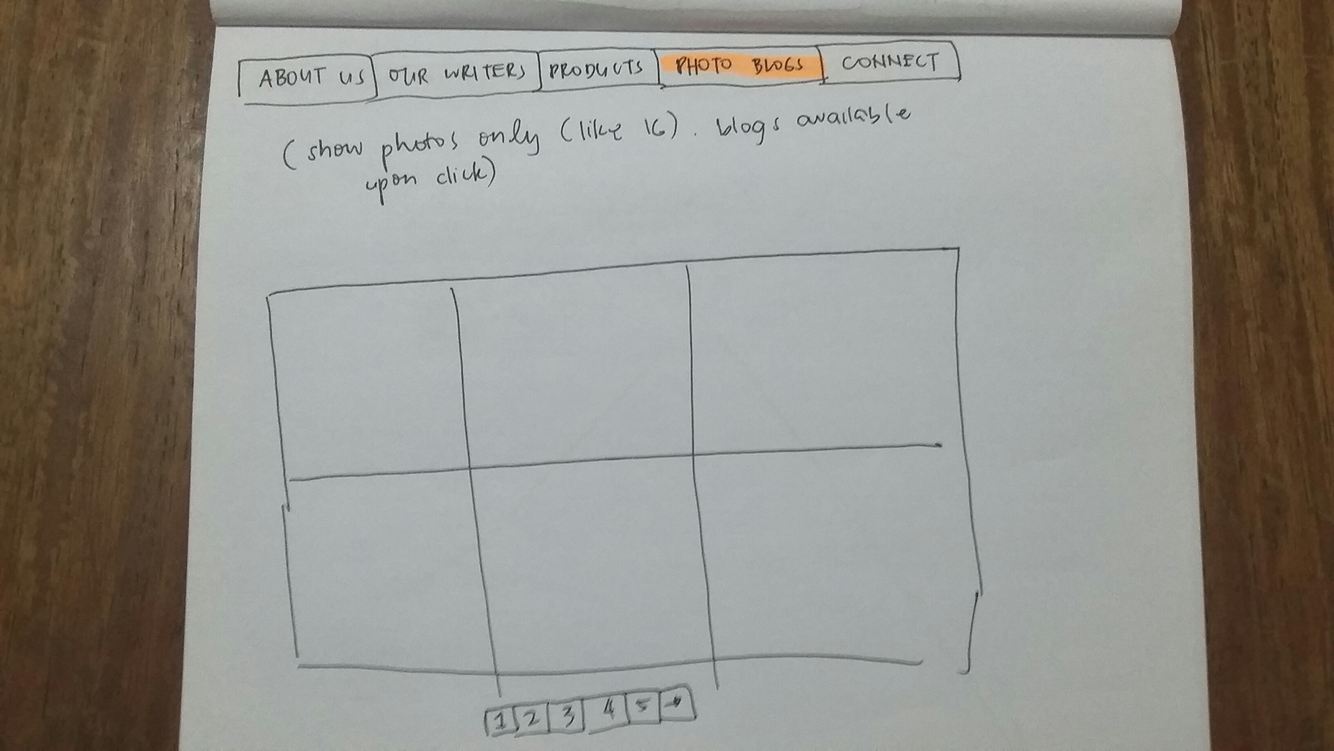 ABOUT US OUR WRITERS PRODUCTS PHOTO BLOGS CONNECT
(show photos only (like IG). blogs available
upon click)
1 2 3 4 5 →